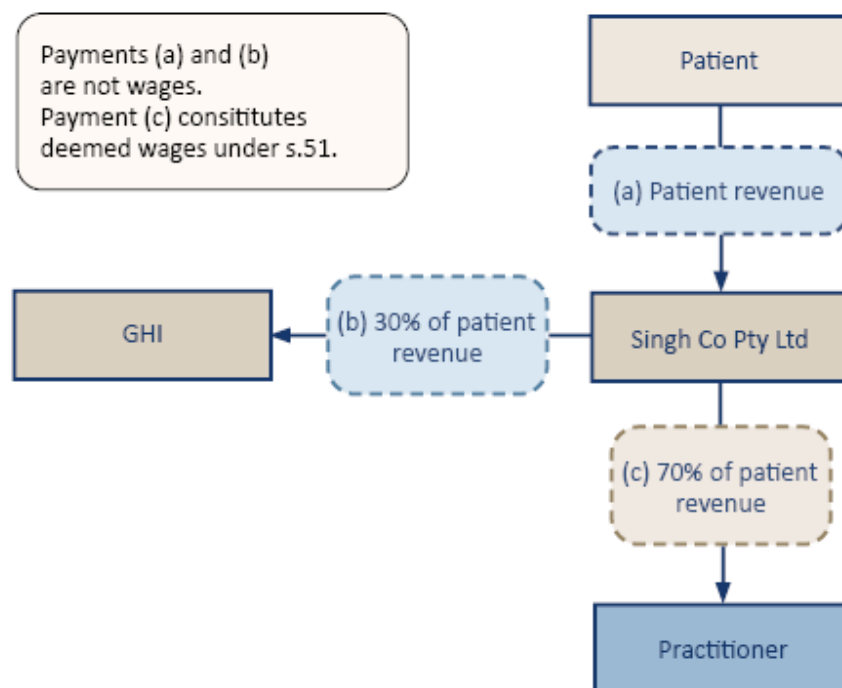 Payments (a) and (b)
are not wages.
Payment (c) consititutes
deemed wages under s.51.
Patient
(a) Patient revenue
GHI
(b) 30% of patient
revenue
Singh Co Pty Ltd
(c) 70% of patient
revenue
Practitioner